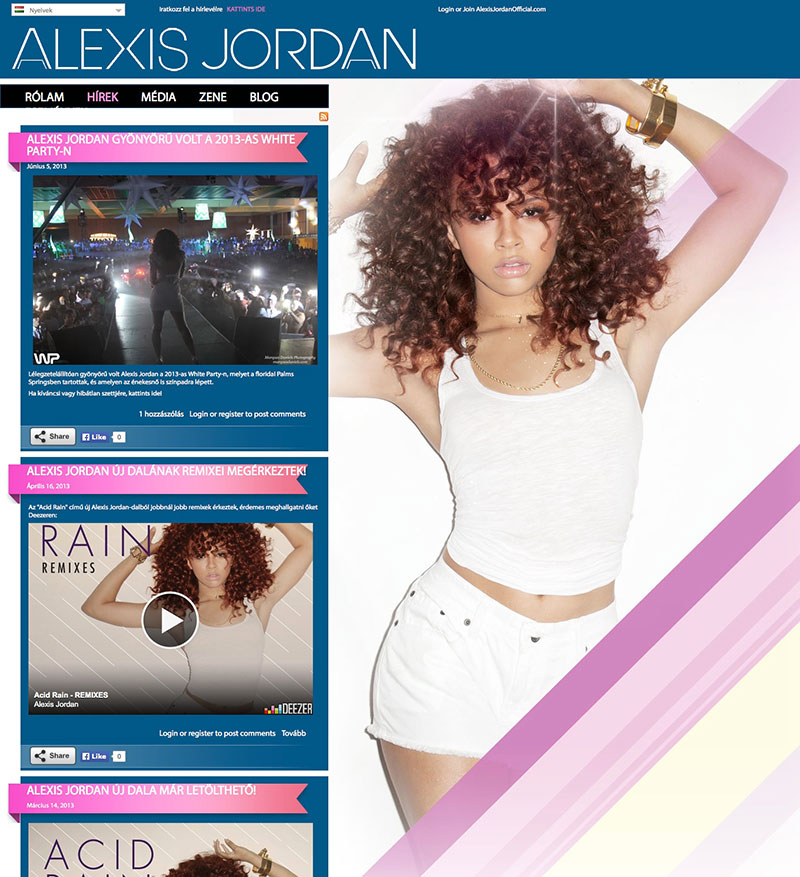 Nyelvek
Iratkozz fel a hírlevélre KATTINTS IDE
Login or Join AlexisJordanOfficial.com
ALEXIS JORDAN
RÓLAM HÍREK MÉDIA ZENE BLOG
ALEXIS JORDAN GYÖNYÖRŰ VOLT A 2013-AS WHITE
PARTY-N
Június 5, 2013
WP
Lélegzetelállítóan gyönyörű volt Alexis Jordan a 2013-as White Party-n, melyet a floridai Palms
Springsben tartottak, és amelyen az énekesnő is színpadra lépett.
Ha kíváncsi vagy hibátlan szettjére, kattints ide!
1 hozzászólás Login or register to post comments
Share Like 0
ALEXIS JORDAN ÚJ DALÁNAK REMIXEI MEGÉRKEZTEK!
Április 16, 2013
Az "Acid Rain" című új Alexis Jordan-dalból jobbnál jobb remixek érkeztek, érdemes meghallgatni őket
Deezeren:
RAIN
REMIXES
Acid Rain - REMIXES
Alexis Jordan
DEEZER
Login or register to post comments Tovább
Share Like 0
ALEXIS JORDAN ÚJ DALA MÁR LETÖLTHETŐ!
Március 14, 2013
ACID
RAIN